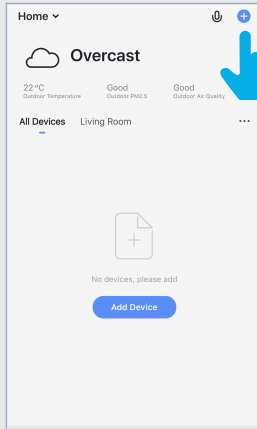 Home
Overcast
22 °C Good Good
Outdoor Temperature Outdoor PM2.5 Outdoor Air Quality
All Devices Living Room
No devices, please add
Add Device